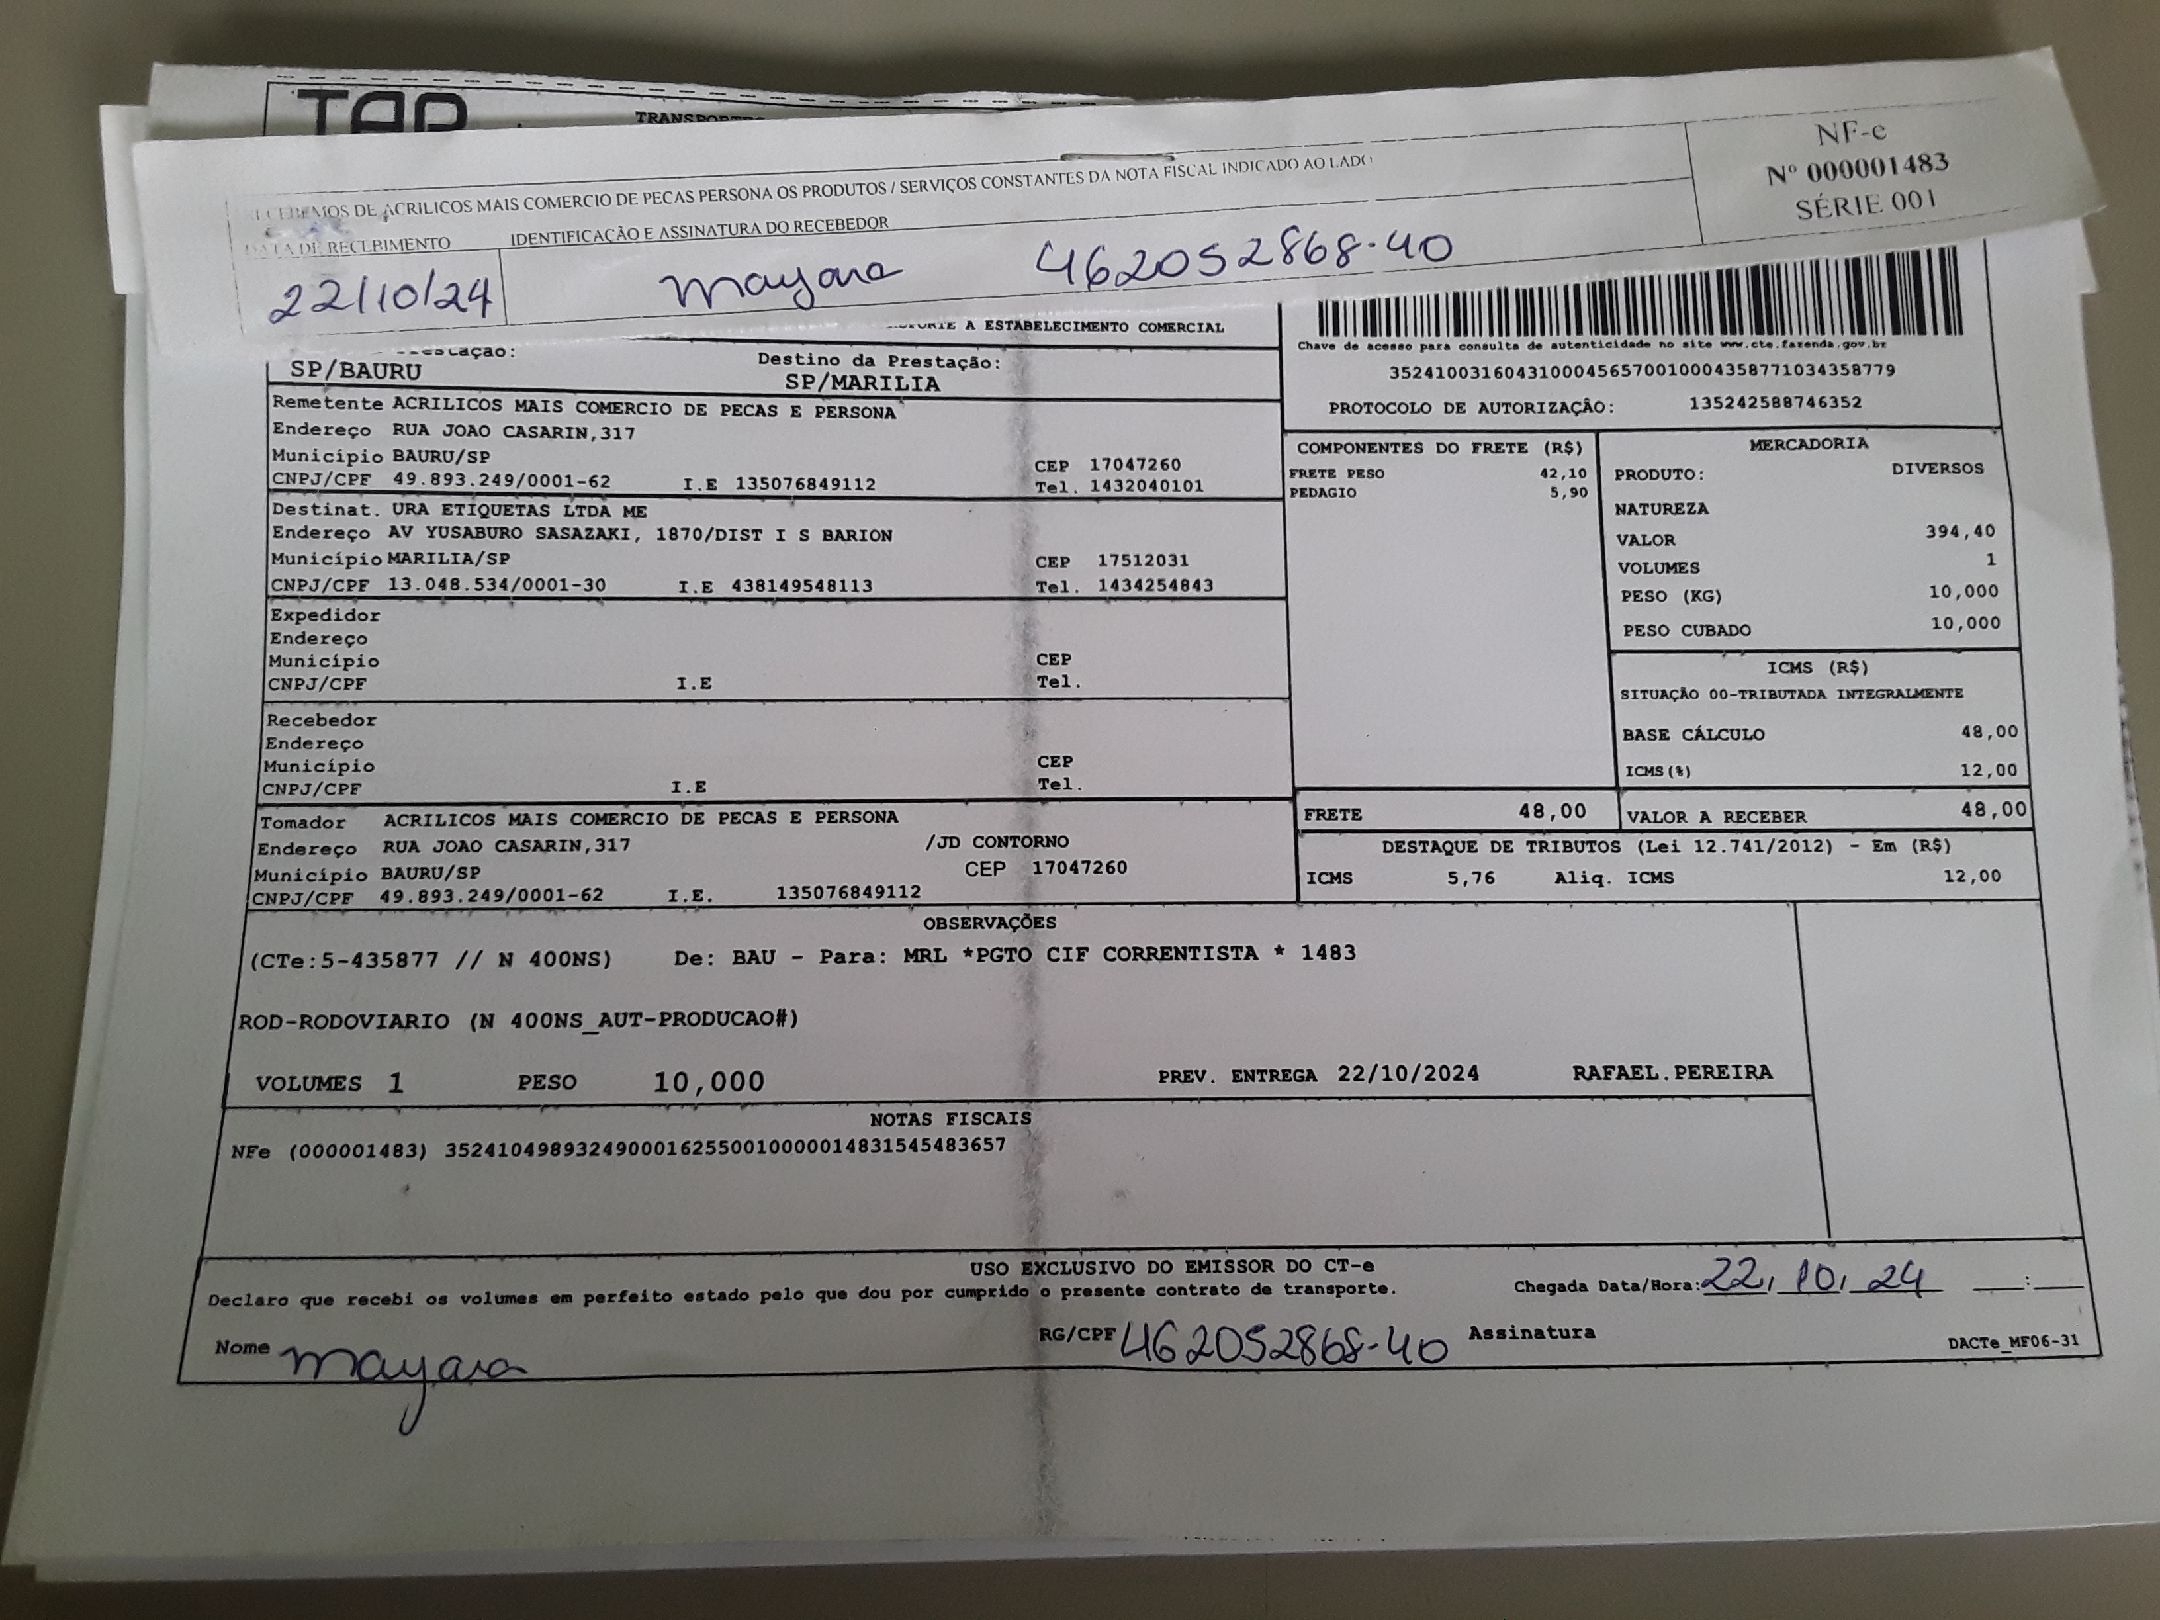 TRANSPORTE
RECEBEMOS DE ACRILICOS MAIS COMERCIO DE PECAS PERSONA OS PRODUTOS / SERVIÇOS CONSTANTES DA NOTA FISCAL INDICADO AO LADO
NF-e
Nº 000001483
SÉRIE 001
DATA DE RECEBIMENTO IDENTIFICAÇÃO E ASSINATURA DO RECEBEDOR
22/10/24 mayara 462052868-40
A ESTABELECIMENTO COMERCIAL
Chave de acesso para consulta de autenticidade no site www.cte.fazenda.gov.br
35241003160431000456570010004358771034358779
PROTOCOLO DE AUTORIZAÇÃO: 135242588746352
Destino da Prestação:
SP/BAURU SP/MARILIA
Remetente ACRILICOS MAIS COMERCIO DE PECAS E PERSONA
Endereço RUA JOAO CASARIN,317
Município BAURU/SP CEP 17047260
CNPJ/CPF 49.893.249/0001-62 I.E 135076849112 Tel. 1432040101
Destinat. URA ETIQUETAS LTDA ME
Endereço AV YUSABURO SASAZAKI, 1870/DIST I S BARION
Município MARILIA/SP CEP 17512031
CNPJ/CPF 13.048.534/0001-30 I.E 438149548113 Tel. 1434254843
Expedidor
Endereço
Município CEP
CNPJ/CPF I.E Tel.
Recebedor
Endereço
Município CEP
CNPJ/CPF I.E Tel.
Tomador ACRILICOS MAIS COMERCIO DE PECAS E PERSONA
Endereço RUA JOAO CASARIN,317 /JD CONTORNO
Município BAURU/SP CEP 17047260
CNPJ/CPF 49.893.249/0001-62 I.E. 135076849112
COMPONENTES DO FRETE (R$)
FRETE PESO 42,10
PEDAGIO 5,90
MERCADORIA
PRODUTO: DIVERSOS
NATUREZA
VALOR 394,40
VOLUMES 1
PESO (KG) 10,000
PESO CUBADO 10,000
ICMS (R$)
SITUAÇÃO 00-TRIBUTADA INTEGRALMENTE
BASE CÁLCULO 48,00
ICMS(%) 12,00
FRETE 48,00 VALOR A RECEBER 48,00
DESTAQUE DE TRIBUTOS (Lei 12.741/2012) - Em (R$)
ICMS 5,76 Aliq. ICMS 12,00
OBSERVAÇÕES
(CTe:5-435877 // N 400NS) De: BAU - Para: MRL *PGTO CIF CORRENTISTA * 1483
ROD-RODOVIARIO (N 400NS_AUT-PRODUCAO#)
VOLUMES 1 PESO 10,000 PREV. ENTREGA 22/10/2024 RAFAEL.PEREIRA
NOTAS FISCAIS
NFe (000001483) 35241049893249000162550010000014831545483657
USO EXCLUSIVO DO EMISSOR DO CT-e
Declaro que recebi os volumes em perfeito estado pelo que dou por cumprido o presente contrato de transporte. Chegada Data/Hora: 22, 10, 24 __:__
Nome mayara RG/CPF 462052868-40 Assinatura
DACTe_MF06-31